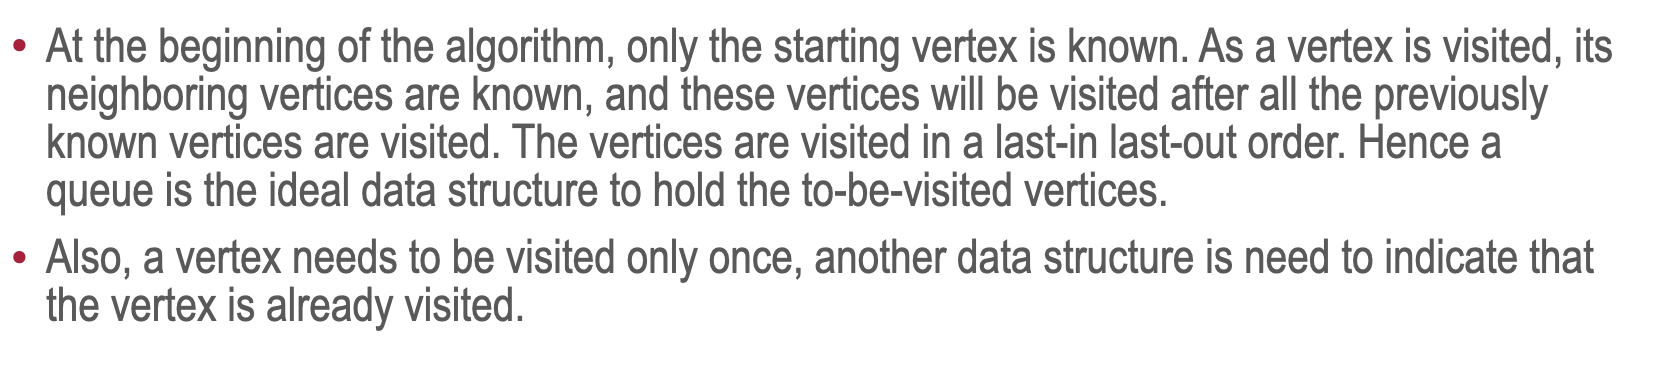 • At the beginning of the algorithm, only the starting vertex is known. As a vertex is visited, its
neighboring vertices are known, and these vertices will be visited after all the previously
known vertices are visited. The vertices are visited in a last-in last-out order. Hence a
queue is the ideal data structure to hold the to-be-visited vertices.
• Also, a vertex needs to be visited only once, another data structure is need to indicate that
the vertex is already visited.